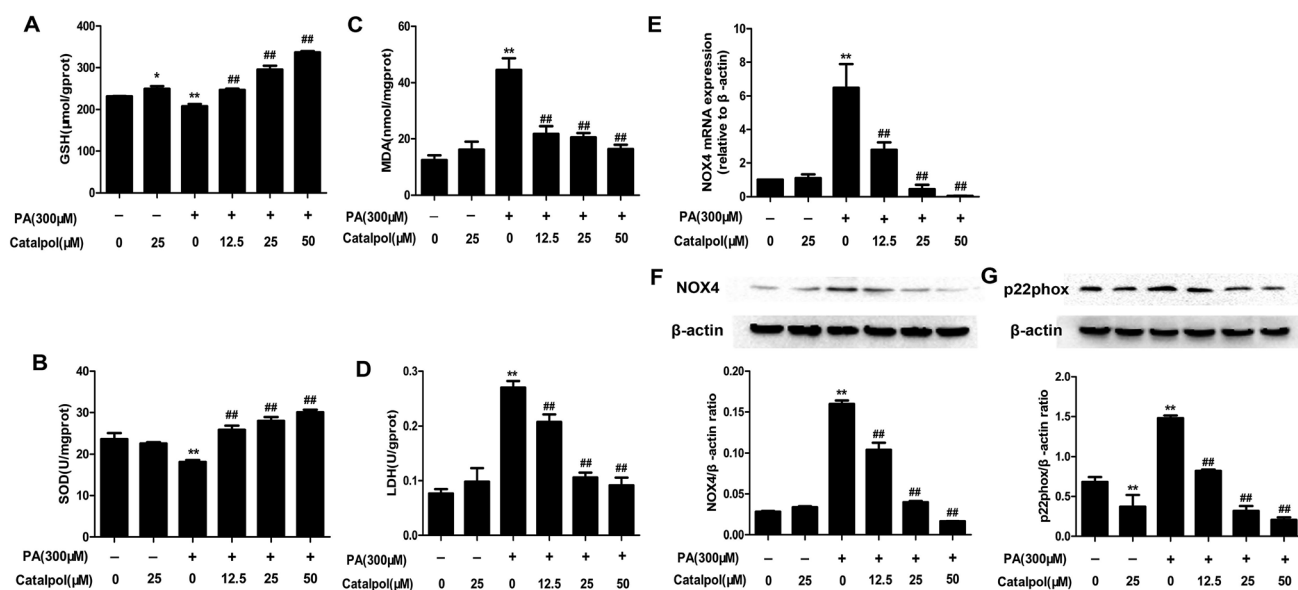 A
GSH(μmol/gprot)
400
300
200
100
0
*
**
##
##
##
PA(300μM) – – + + + +
Catalpol(μM) 0 25 0 12.5 25 50
C
MDA(nmol/mgprot)
60
40
20
0
**
##
##
##
PA(300μM) – – + + + +
Catalpol(μM) 0 25 0 12.5 25 50
E
NOX4 mRNA expression
(relative to β -actin)
10
8
6
4
2
0
**
##
##
##
PA(300μM) – – + + + +
Catalpol(μM) 0 25 0 12.5 25 50
B
SOD(U/mgprot)
40
30
20
10
0
**
##
##
##
PA(300μM) – – + + + +
Catalpol(μM) 0 25 0 12.5 25 50
D
LDH(U/gprot)
0.3
0.2
0.1
0.0
**
##
##
##
PA(300μM) – – + + + +
Catalpol(μM) 0 25 0 12.5 25 50
F
NOX4
β-actin
NOX4/β -actin ratio
0.20
0.15
0.10
0.05
0.00
**
##
##
##
PA(300μM) – – + + + +
Catalpol(μM) 0 25 0 12.5 25 50
G
p22phox
β-actin
p22phox/β -actin ratio
2.0
1.5
1.0
0.5
0.0
**
**
##
##
##
PA(300μM) – – + + + +
Catalpol(μM) 0 25 0 12.5 25 50